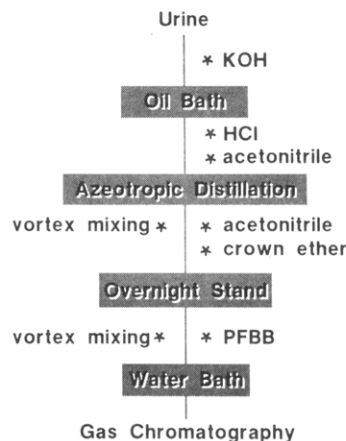 Urine
* KOH
Oil Bath
* HCl
* acetonitrile
Azeotropic Distillation
vortex mixing * * acetonitrile
* crown ether
Overnight Stand
vortex mixing * * PFBB
Water Bath
Gas Chromatography